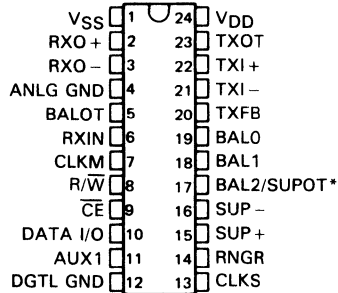 VSS 1 24 VDD
RXO + 2 23 TXOT
RXO − 3 22 TXI +
ANLG GND 4 21 TXI −
BALOT 5 20 TXFB
RXIN 6 19 BAL0
CLKM 7 18 BAL1
R/W̅ 8 17 BAL2/SUPOT*
C̅E̅ 9 16 SUP −
DATA I/O 10 15 SUP +
AUX1 11 14 RNGR
DGTL GND 12 13 CLKS